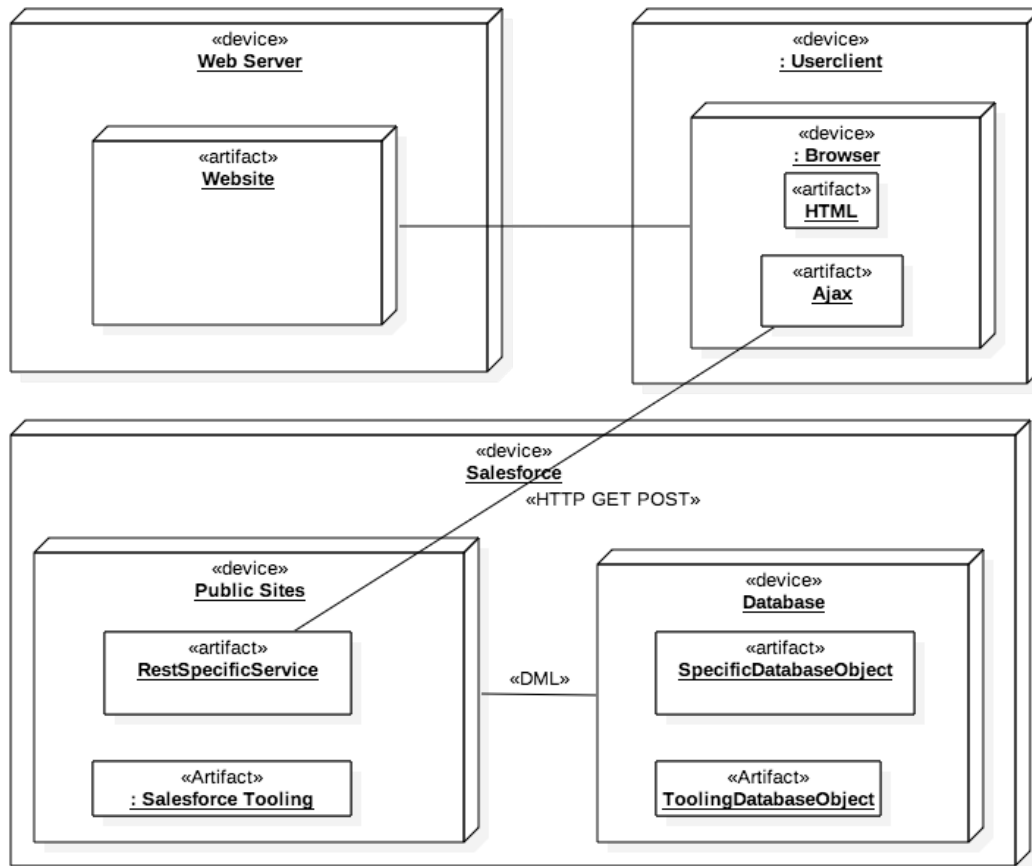 «device»
Web Server
«artifact»
Website
«device»
: Userclient
«device»
: Browser
«artifact»
HTML
«artifact»
Ajax
«device»
Salesforce
«HTTP GET POST»
«device»
Public Sites
«artifact»
RestSpecificService
«Artifact»
: Salesforce Tooling
«DML»
«device»
Database
«artifact»
SpecificDatabaseObject
«Artifact»
ToolingDatabaseObject